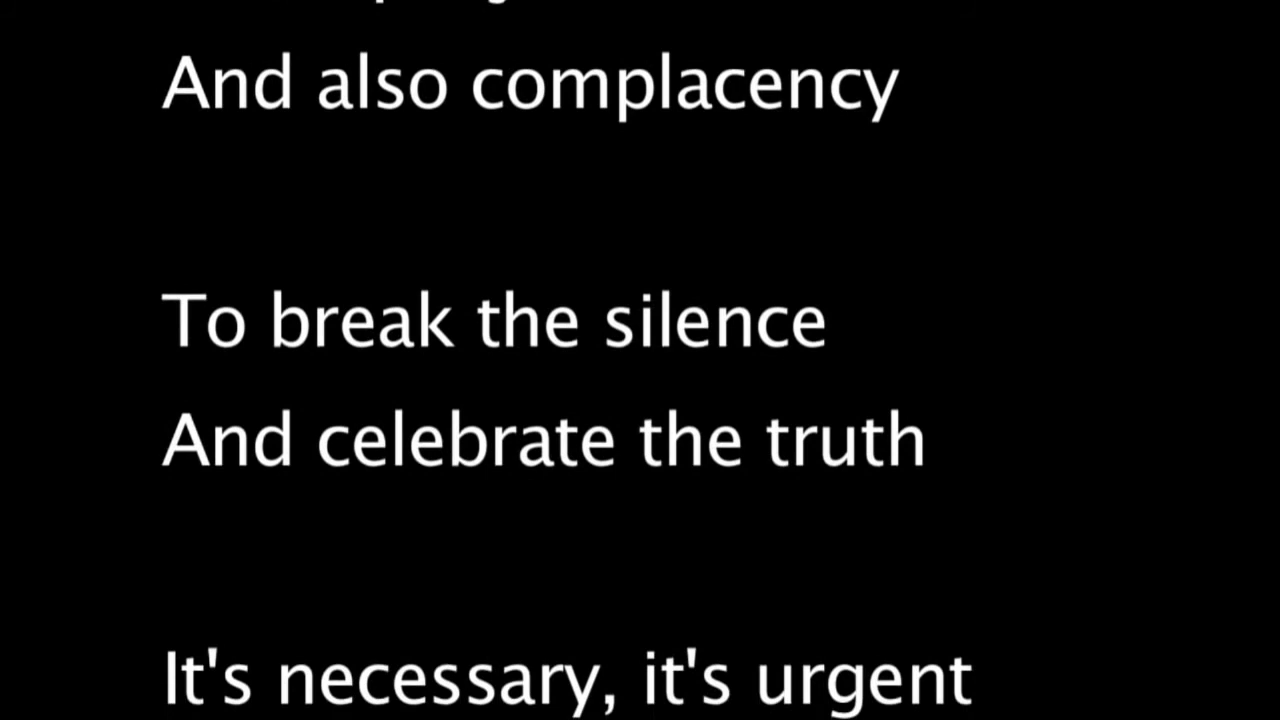 And also complacency
To break the silence
And celebrate the truth
It's necessary, it's urgent